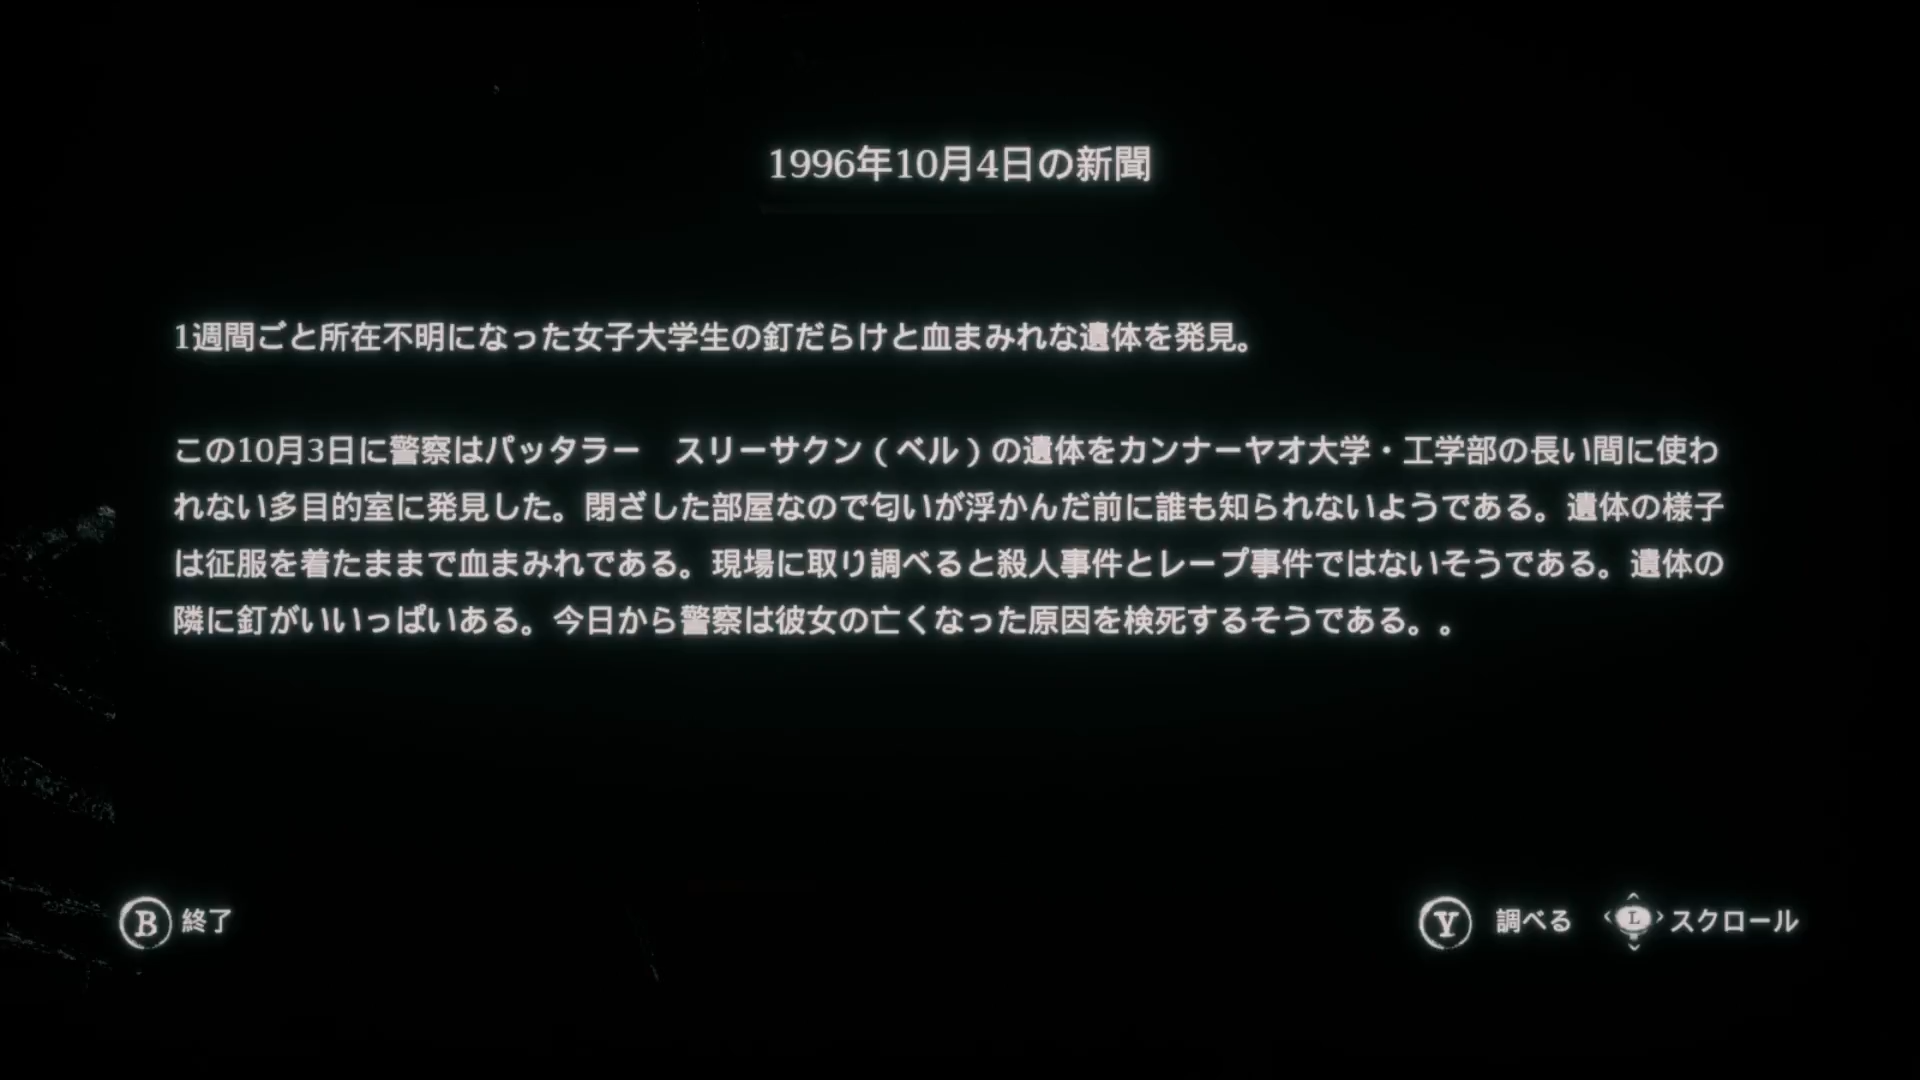 1996年10月4日の新聞
1週間ごと所在不明になった女子大学生の釘だらけと血まみれな遺体を発見。
この10月3日に警察はパッタラー　スリーサクン（ベル）の遺体をカンナーヤオ大学・工学部の長い間に使わ
れない多目的室に発見した。閉ざした部屋なので匂いが浮かんだ前に誰も知られないようである。遺体の様子
は征服を着たままで血まみれである。現場に取り調べると殺人事件とレープ事件ではないそうである。遺体の
隣に釘がいいっぱいある。今日から警察は彼女の亡くなった原因を検死するそうである。。
B 終了
Y 調べる
L スクロール